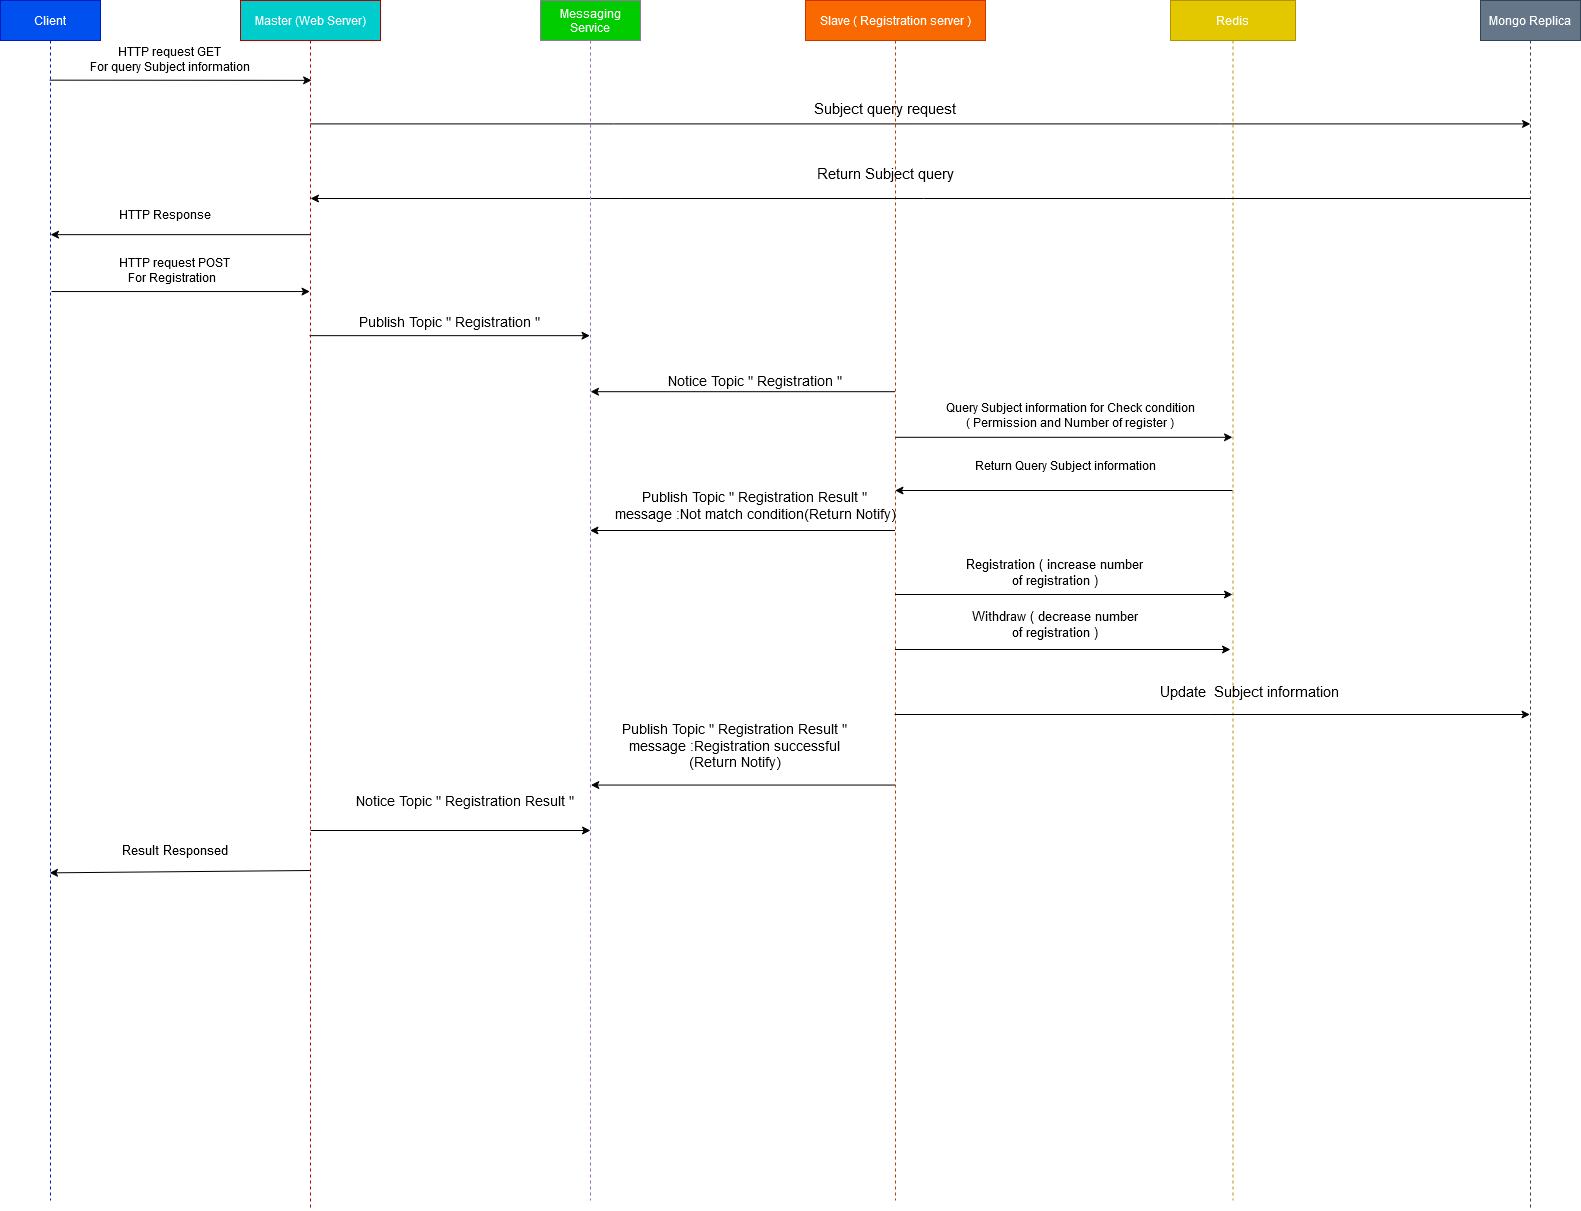 Client
Master (Web Server)
Messaging
Service
Slave ( Registration server )
Redis
Mongo Replica
HTTP request GET
For query Subject information
Subject query request
Return Subject query
HTTP Response
HTTP request POST
For Registration
Publish Topic " Registration "
Notice Topic " Registration "
Query Subject information for Check condition
( Permission and Number of register )
Return Query Subject information
Publish Topic " Registration Result "
message :Not match condition(Return Notify)
Registration ( increase number
of registration )
Withdraw ( decrease number
of registration )
Update  Subject information
Publish Topic " Registration Result "
message :Registration successful
(Return Notify)
Notice Topic " Registration Result "
Result Responsed